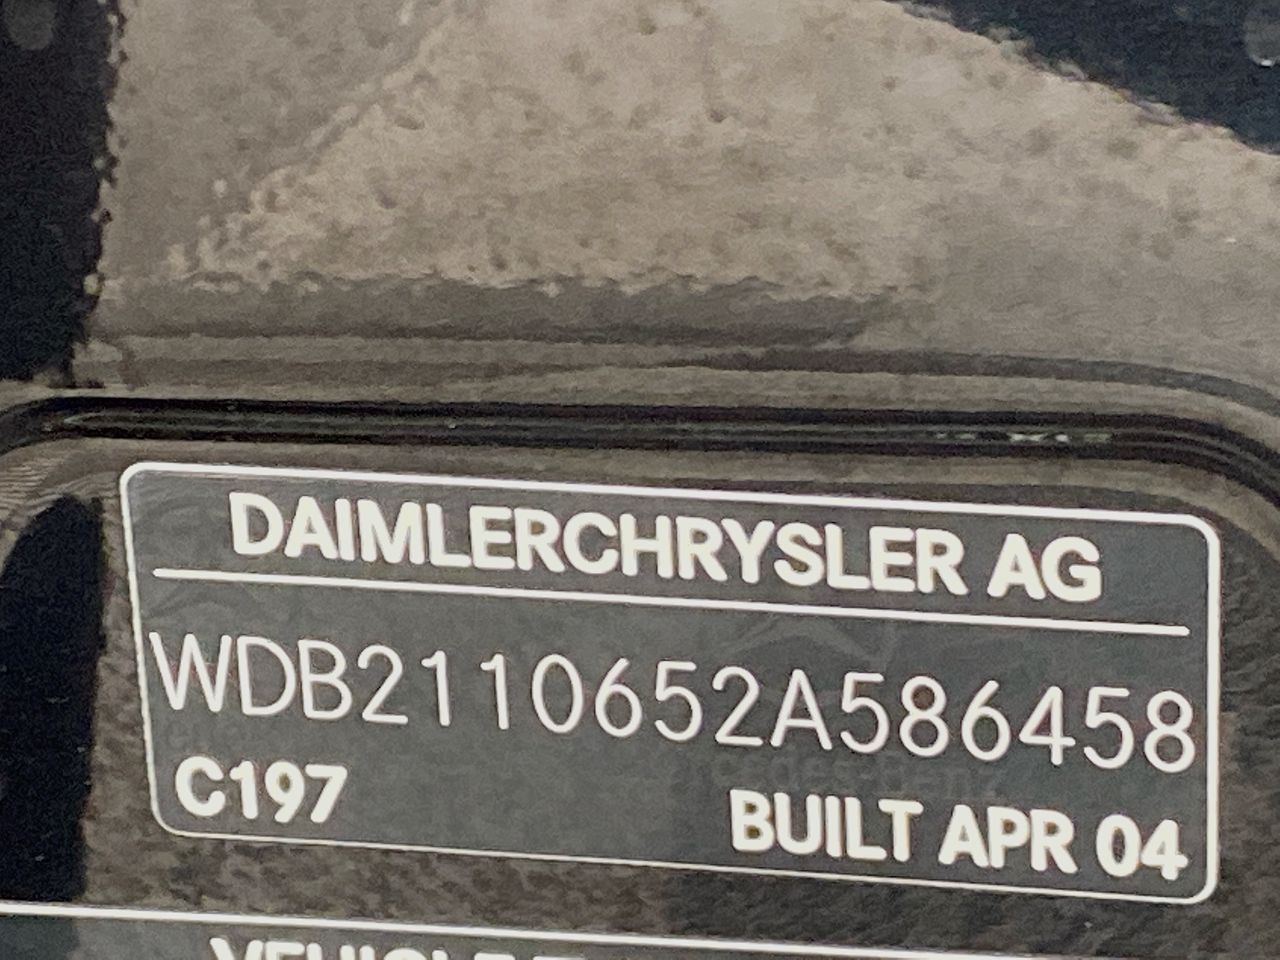 DAIMLERCHRYSLER AG
WDB2110652A586458
C197
BUILT APR 04